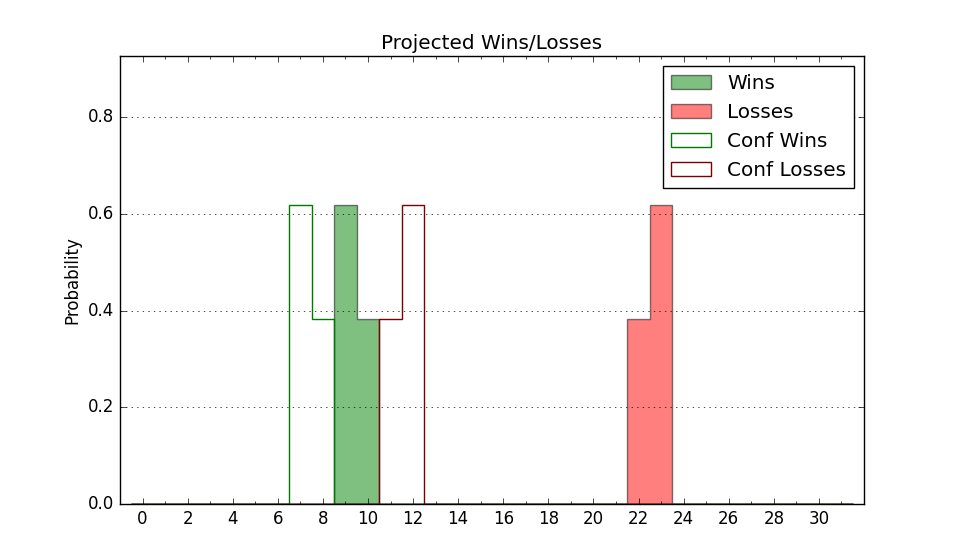 Projected Wins/Losses
Wins
Losses
Conf Wins
Conf Losses
Probability
0.8
0.6
0.4
0.2
0.0
0 2 4 6 8 10 12 14 16 18 20 22 24 26 28 30